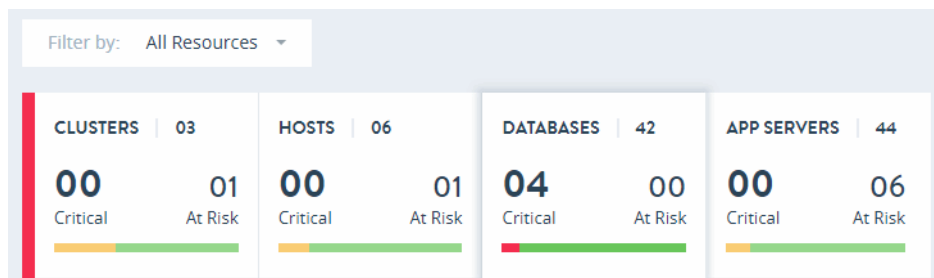 Filter by: All Resources
CLUSTERS 03
00 01
Critical At Risk
HOSTS 06
00 01
Critical At Risk
DATABASES 42
04 00
Critical At Risk
APP SERVERS 44
00 06
Critical At Risk